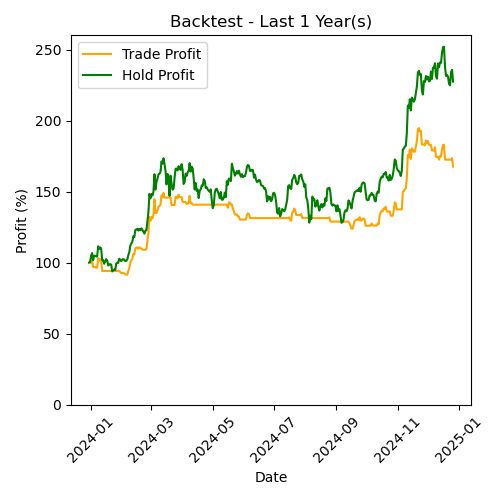 Backtest - Last 1 Year(s)
Trade Profit
Hold Profit
Profit (%)
250
200
150
100
50
0
2024-01
2024-03
2024-05
2024-07
2024-09
2024-11
2025-01
Date